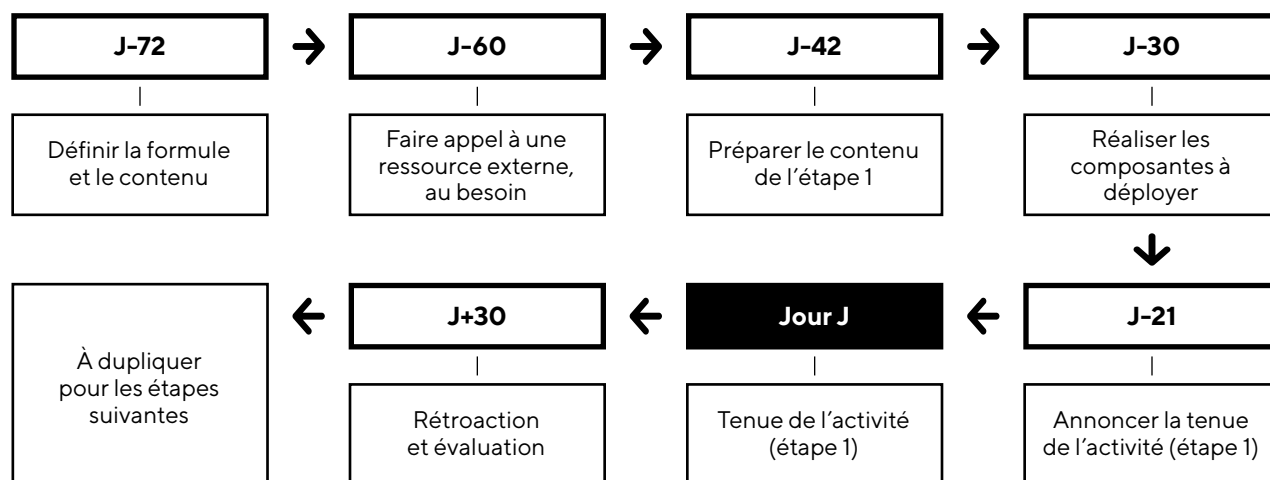 J-72
Définir la formule
et le contenu
J-60
Faire appel à une
ressource externe,
au besoin
J-42
Préparer le contenu
de l'étape 1
J-30
Réaliser les
composantes à
déployer
J-21
Annoncer la tenue
de l'activité (étape 1)
Jour J
Tenue de l'activité
(étape 1)
J+30
Rétroaction
et évaluation
À dupliquer
pour les étapes
suivantes